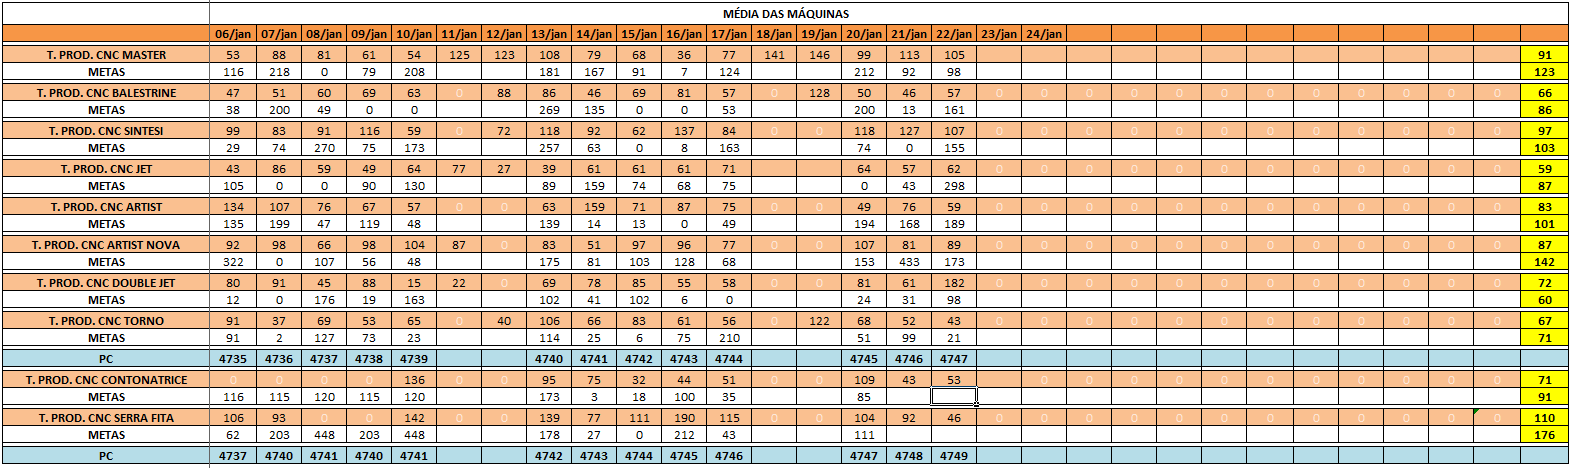 MÉDIA DAS MÁQUINAS
06/jan 07/jan 08/jan 09/jan 10/jan 11/jan 12/jan 13/jan 14/jan 15/jan 16/jan 17/jan 18/jan 19/jan 20/jan 21/jan 22/jan 23/jan 24/jan
T. PROD. CNC MASTER 53 88 81 61 54 125 123 108 79 68 36 77 141 146 99 113 105 91
METAS 116 218 0 79 208 181 167 91 7 124 212 92 98 123
T. PROD. CNC BALESTRINE 47 51 60 69 63 0 88 86 46 69 81 57 0 128 50 46 57 0 0 0 0 0 0 0 0 0 0 0 0 66
METAS 38 200 49 0 0 269 135 0 0 53 200 13 161 86
T. PROD. CNC SINTESI 99 83 91 116 59 0 72 118 92 62 137 84 0 0 118 127 107 0 0 0 0 0 0 0 0 0 0 0 0 97
METAS 29 74 270 75 173 257 63 0 8 163 74 0 155 103
T. PROD. CNC JET 43 86 59 49 64 77 27 39 61 61 61 71 0 0 64 57 62 0 0 0 0 0 0 0 0 0 0 0 0 59
METAS 105 0 0 90 130 89 159 74 68 75 0 43 298 87
T. PROD. CNC ARTIST 134 107 76 67 57 0 0 63 159 71 87 75 0 0 49 76 59 0 0 0 0 0 0 0 0 0 0 0 0 83
METAS 135 199 47 119 48 139 14 13 0 49 194 168 189 101
T. PROD. CNC ARTIST NOVA 92 98 66 98 104 87 0 83 51 97 96 77 0 0 107 81 89 0 0 0 0 0 0 0 0 0 0 0 0 87
METAS 322 0 107 56 48 175 81 103 128 68 153 433 173 142
T. PROD. CNC DOUBLE JET 80 91 45 88 15 22 0 69 78 85 55 58 0 0 81 61 182 0 0 0 0 0 0 0 0 0 0 0 0 72
METAS 12 0 176 19 163 102 41 102 6 0 24 31 98 60
T. PROD. CNC TORNO 91 37 69 53 65 0 40 106 66 83 61 56 0 122 68 52 43 0 0 0 0 0 0 0 0 0 0 0 0 67
METAS 91 2 127 73 23 114 25 6 75 210 51 99 21 71
PC 4735 4736 4737 4738 4739 4740 4741 4742 4743 4744 4745 4746 4747
T. PROD. CNC CONTONATRICE 0 0 0 0 136 0 0 95 75 32 44 51 0 0 109 43 53 0 0 0 0 0 0 0 0 0 0 0 71
METAS 116 115 120 115 120 173 3 18 100 35 85 91
T. PROD. CNC SERRA FITA 106 93 0 0 142 0 0 139 77 111 190 115 0 0 104 92 46 0 0 0 0 0 0 0 0 0 0 0 0 110
METAS 62 203 448 203 448 178 27 0 212 43 111 176
PC 4737 4740 4741 4740 4741 4742 4743 4744 4745 4746 4747 4748 4749